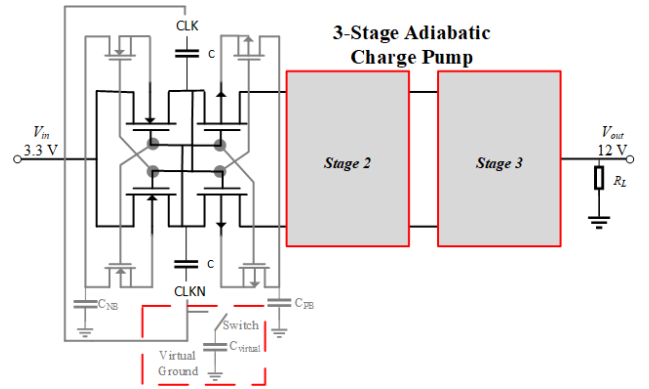 CLK
3-Stage Adiabatic
Charge Pump
C
Vin
3.3 V
Stage 2
Stage 3
Vout
12 V
RL
C
CLKN
CNB
CPB
Switch
Cvirtual
Virtual
Ground